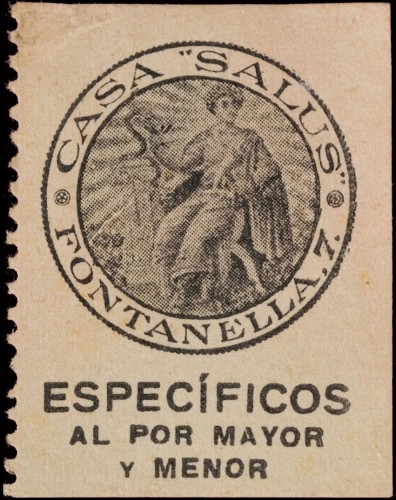 CASA "SALUS"
FONTANELLA, 7.
ESPECÍFICOS
AL POR MAYOR
Y MENOR